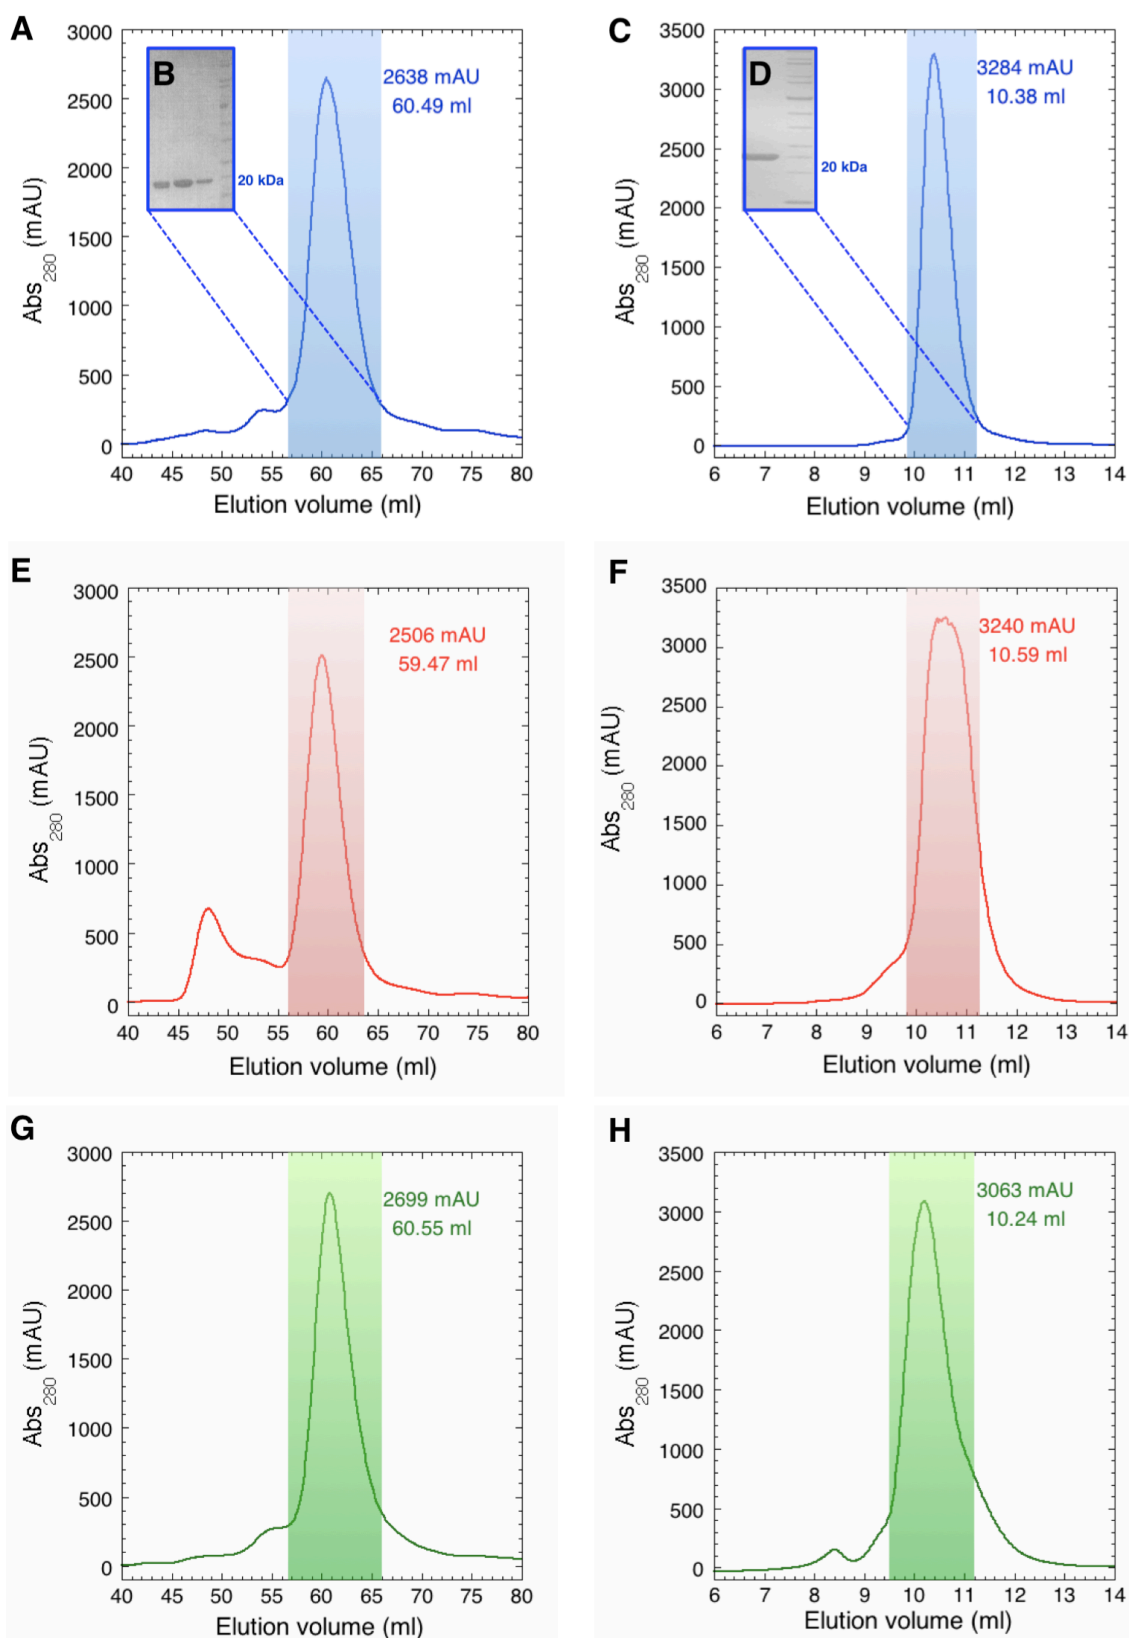 A
3000
2500
2000
1500
1000
500
0
Abs280 (mAU)
B
20 kDa
2638 mAU
60.49 ml
40 45 50 55 60 65 70 75 80
Elution volume (ml)
C
3500
3000
2500
2000
1500
1000
500
0
Abs280 (mAU)
D
20 kDa
3284 mAU
10.38 ml
6 7 8 9 10 11 12 13 14
Elution volume (ml)
E
3000
2500
2000
1500
1000
500
0
Abs280 (mAU)
2506 mAU
59.47 ml
40 45 50 55 60 65 70 75 80
Elution volume (ml)
F
3500
3000
2500
2000
1500
1000
500
0
Abs280 (mAU)
3240 mAU
10.59 ml
6 7 8 9 10 11 12 13 14
Elution volume (ml)
G
3000
2500
2000
1500
1000
500
0
Abs280 (mAU)
2699 mAU
60.55 ml
40 45 50 55 60 65 70 75 80
Elution volume (ml)
H
3500
3000
2500
2000
1500
1000
500
0
Abs280 (mAU)
3063 mAU
10.24 ml
6 7 8 9 10 11 12 13 14
Elution volume (ml)